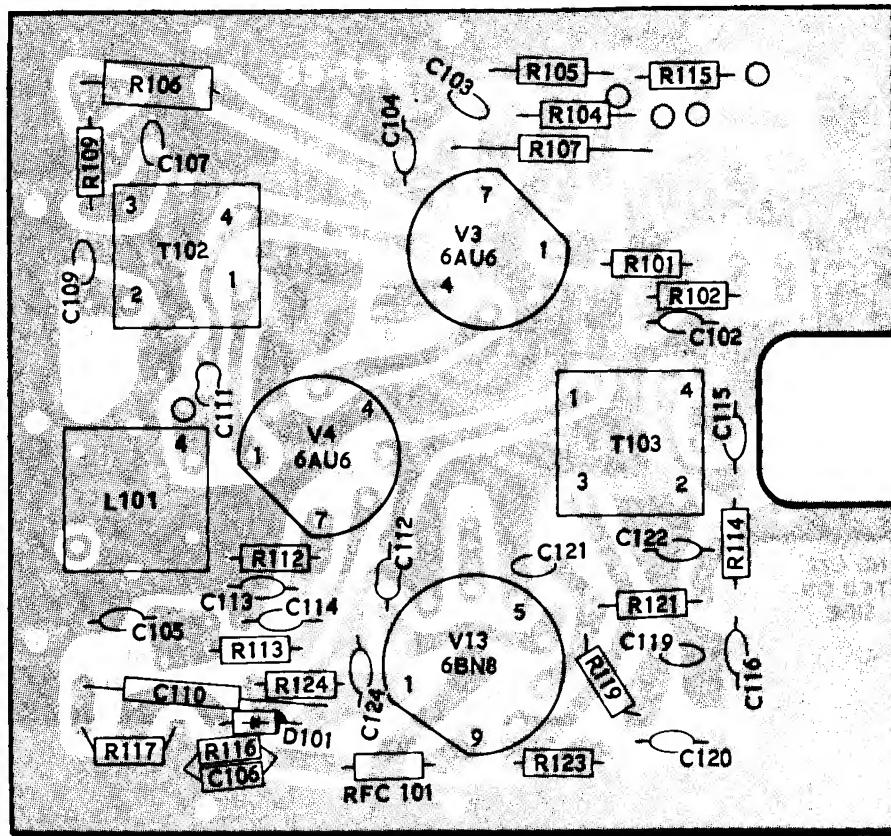 R106
C103
R105
R115
C104
R104
R109
C107
R107
3
4
T102
1
2
C109
7
V3
6AU6
1
4
R101
R102
C102
C111
4
L101
V4
6AU6
4
1
7
1
4
T103
3
2
C115
R112
C112
C121
C122
R114
C113
C114
C105
R113
R124
C124
5
V13
6BN8
1
9
R121
C119
R119
C116
C110
D101
R117
R116
C106
RFC 101
R123
C120